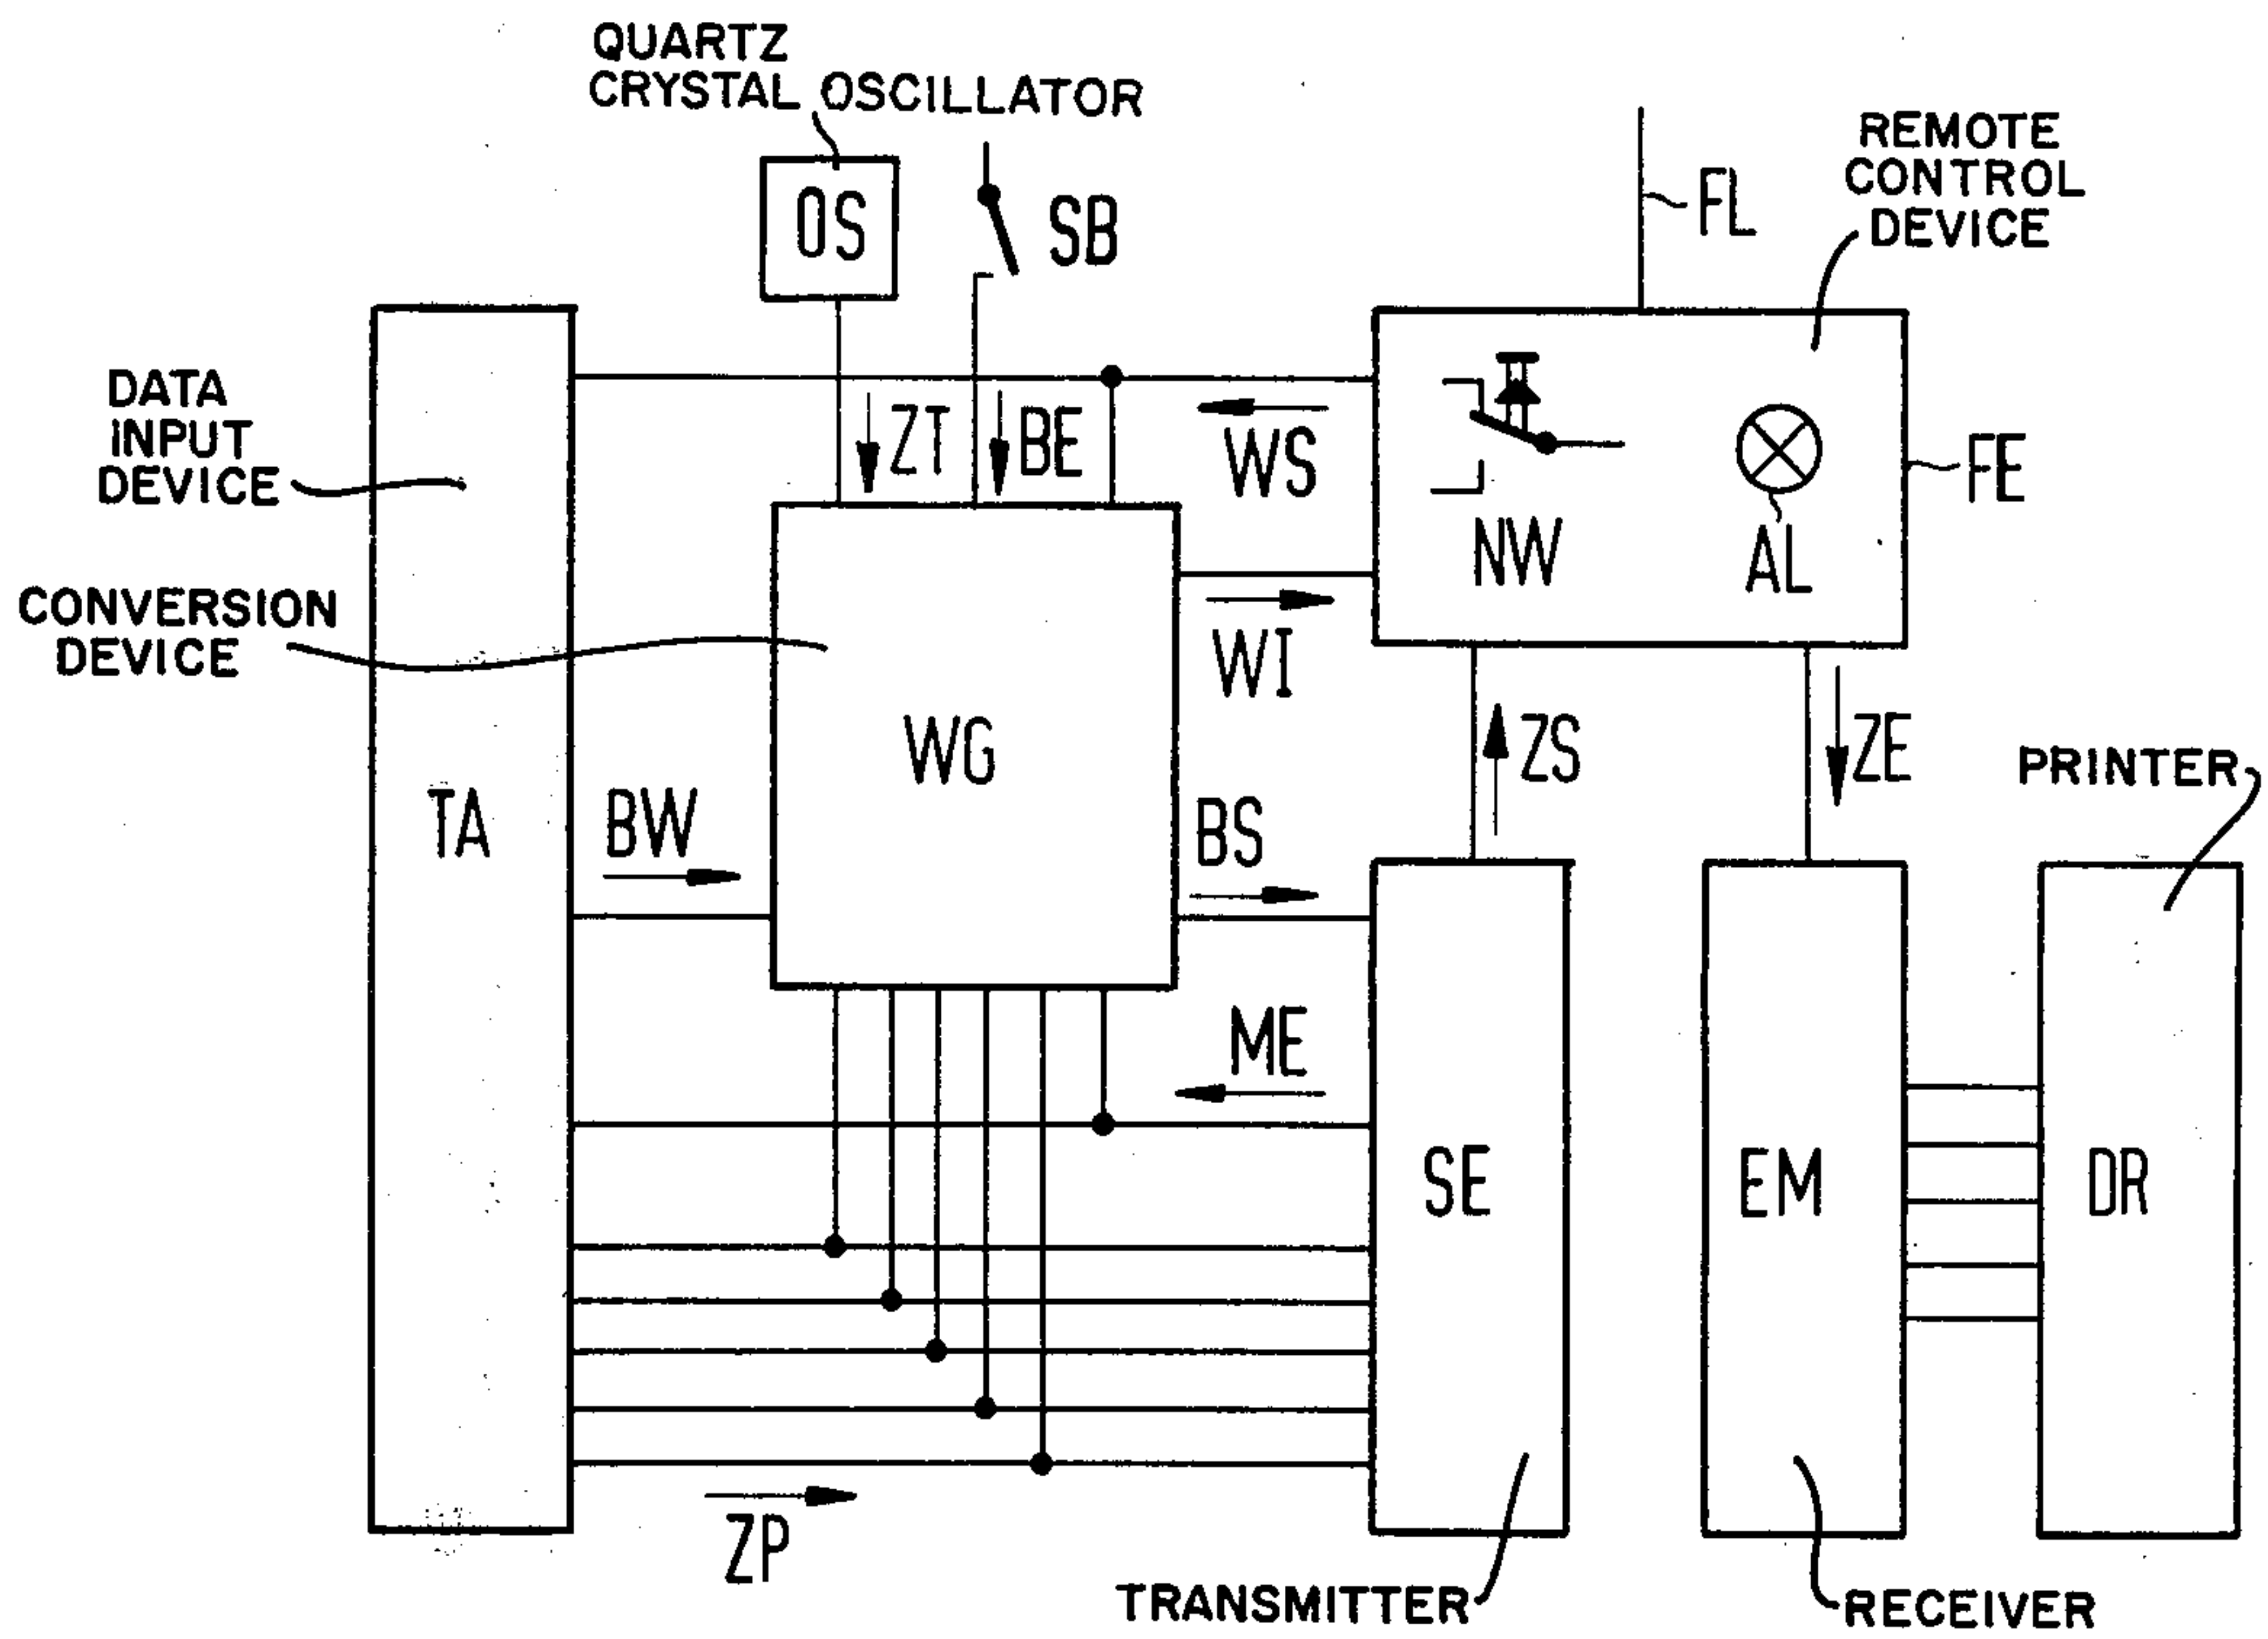 QUARTZ
CRYSTAL OSCILLATOR
OS
SB
FL
REMOTE
CONTROL
DEVICE
DATA
INPUT
DEVICE
ZT
BE
WS
NW
AL
FE
CONVERSION
DEVICE
WI
WG
TA
BW
BS
ZS
ZE
PRINTER
ME
SE
EM
DR
ZP
TRANSMITTER
RECEIVER